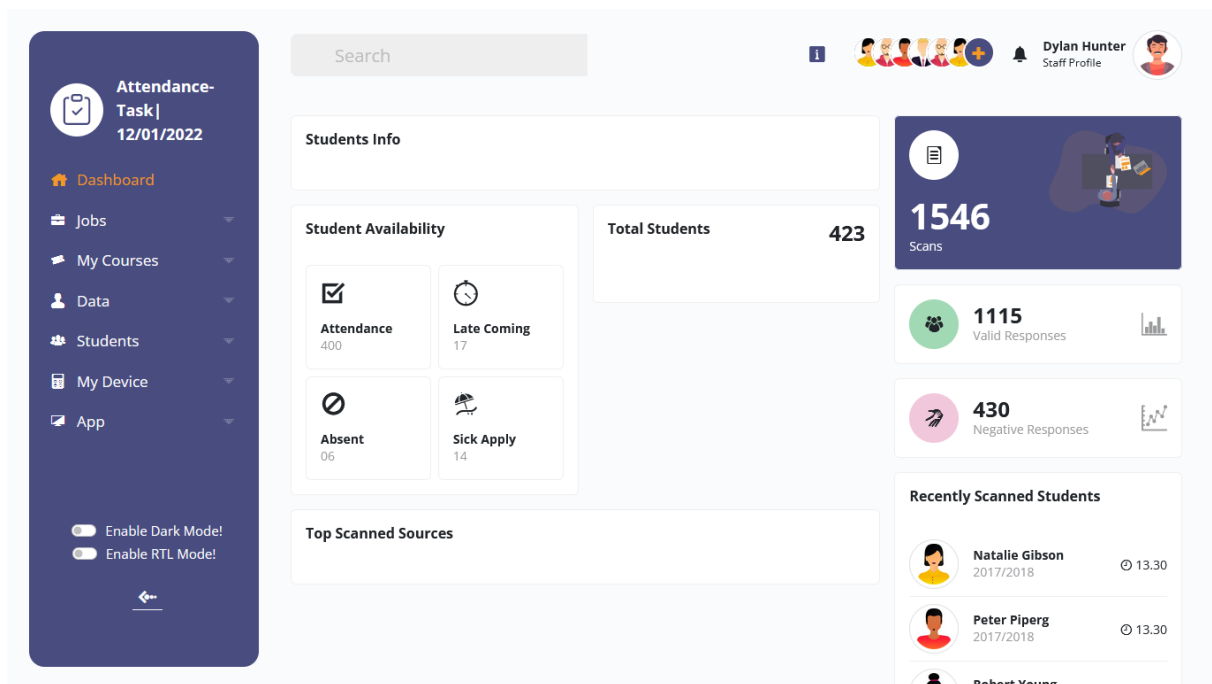 Attendance-
Task|
12/01/2022
Dashboard
Jobs
My Courses
Data
Students
My Device
App
Enable Dark Mode!
Enable RTL Mode!
Search
Dylan Hunter
Staff Profile
Students Info
Student Availability
Attendance
400
Late Coming
17
Absent
06
Sick Apply
14
Total Students
423
Top Scanned Sources
1546
Scans
1115
Valid Responses
430
Negative Responses
Recently Scanned Students
Natalie Gibson
2017/2018
13.30
Peter Piperg
2017/2018
13.30
Robert Young